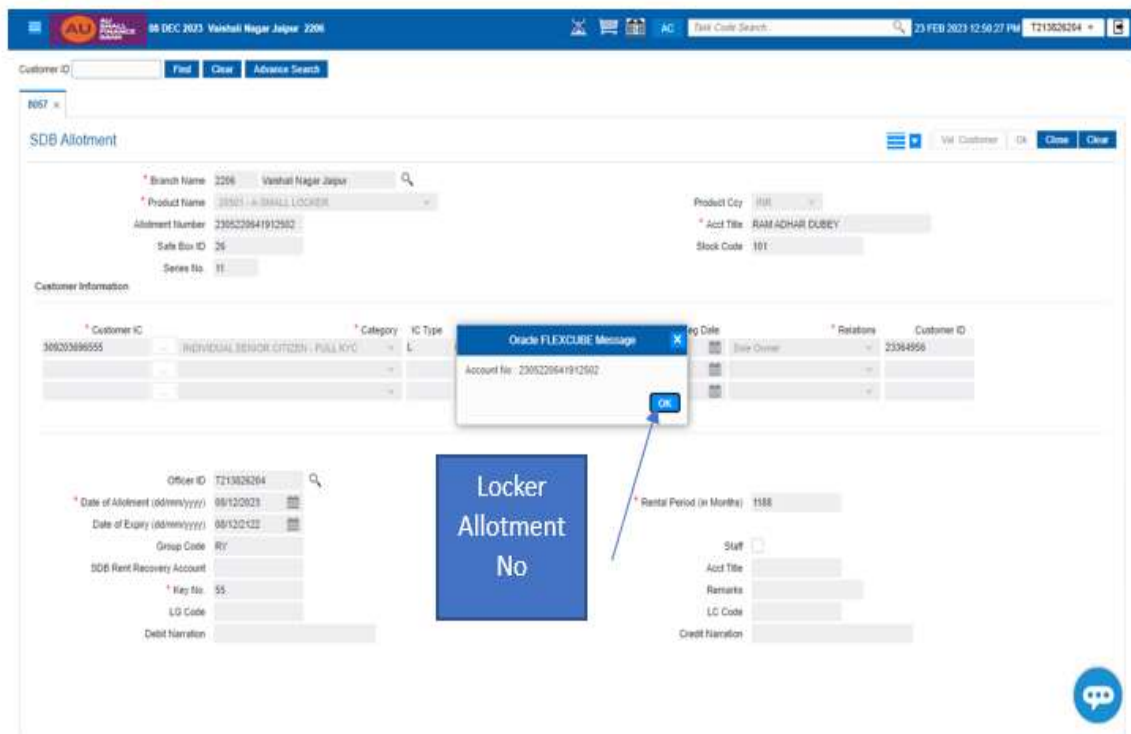 AU SMALL FINANCE BANK 08 DEC 2023 Vaishali Nagar Jaipur 2206 AC Task Code Search.. 23 FEB 2023 12:50:27 PM T213826204
Customer ID Find Clear Advance Search
8057 ×
SDB Allotment Val. Customer Ok Close Clear
* Branch Name 2206 Vaishali Nagar Jaipur
* Product Name 20501 - A-SMALL LOCKER Product Ccy INR
Allotment Number 2305220641912502 * Acct Title RAM ADHAR DUBEY
Safe Box ID 26 Stock Code 101
Series No. 11
Customer Information
* Customer IC * Category IC Type eg Date * Relations Customer ID
309203696555 ... INDIVIDUAL SENIOR CITIZEN - FULL KYC L Sole Owner 23364956
Oracle FLEXCUBE Message X
Account No : 2305220641912502
OK
Locker
Allotment
No
Officer ID T213826204
* Date of Allotment (dd/mm/yyyy) 08/12/2023 * Rental Period (in Months) 1188
Date of Expiry (dd/mm/yyyy) 08/12/2122
Group Code RY Staff
SDB Rent Recovery Account Acct Title
* Key No. 55 Remarks
LG Code LC Code
Debit Narration Credit Narration